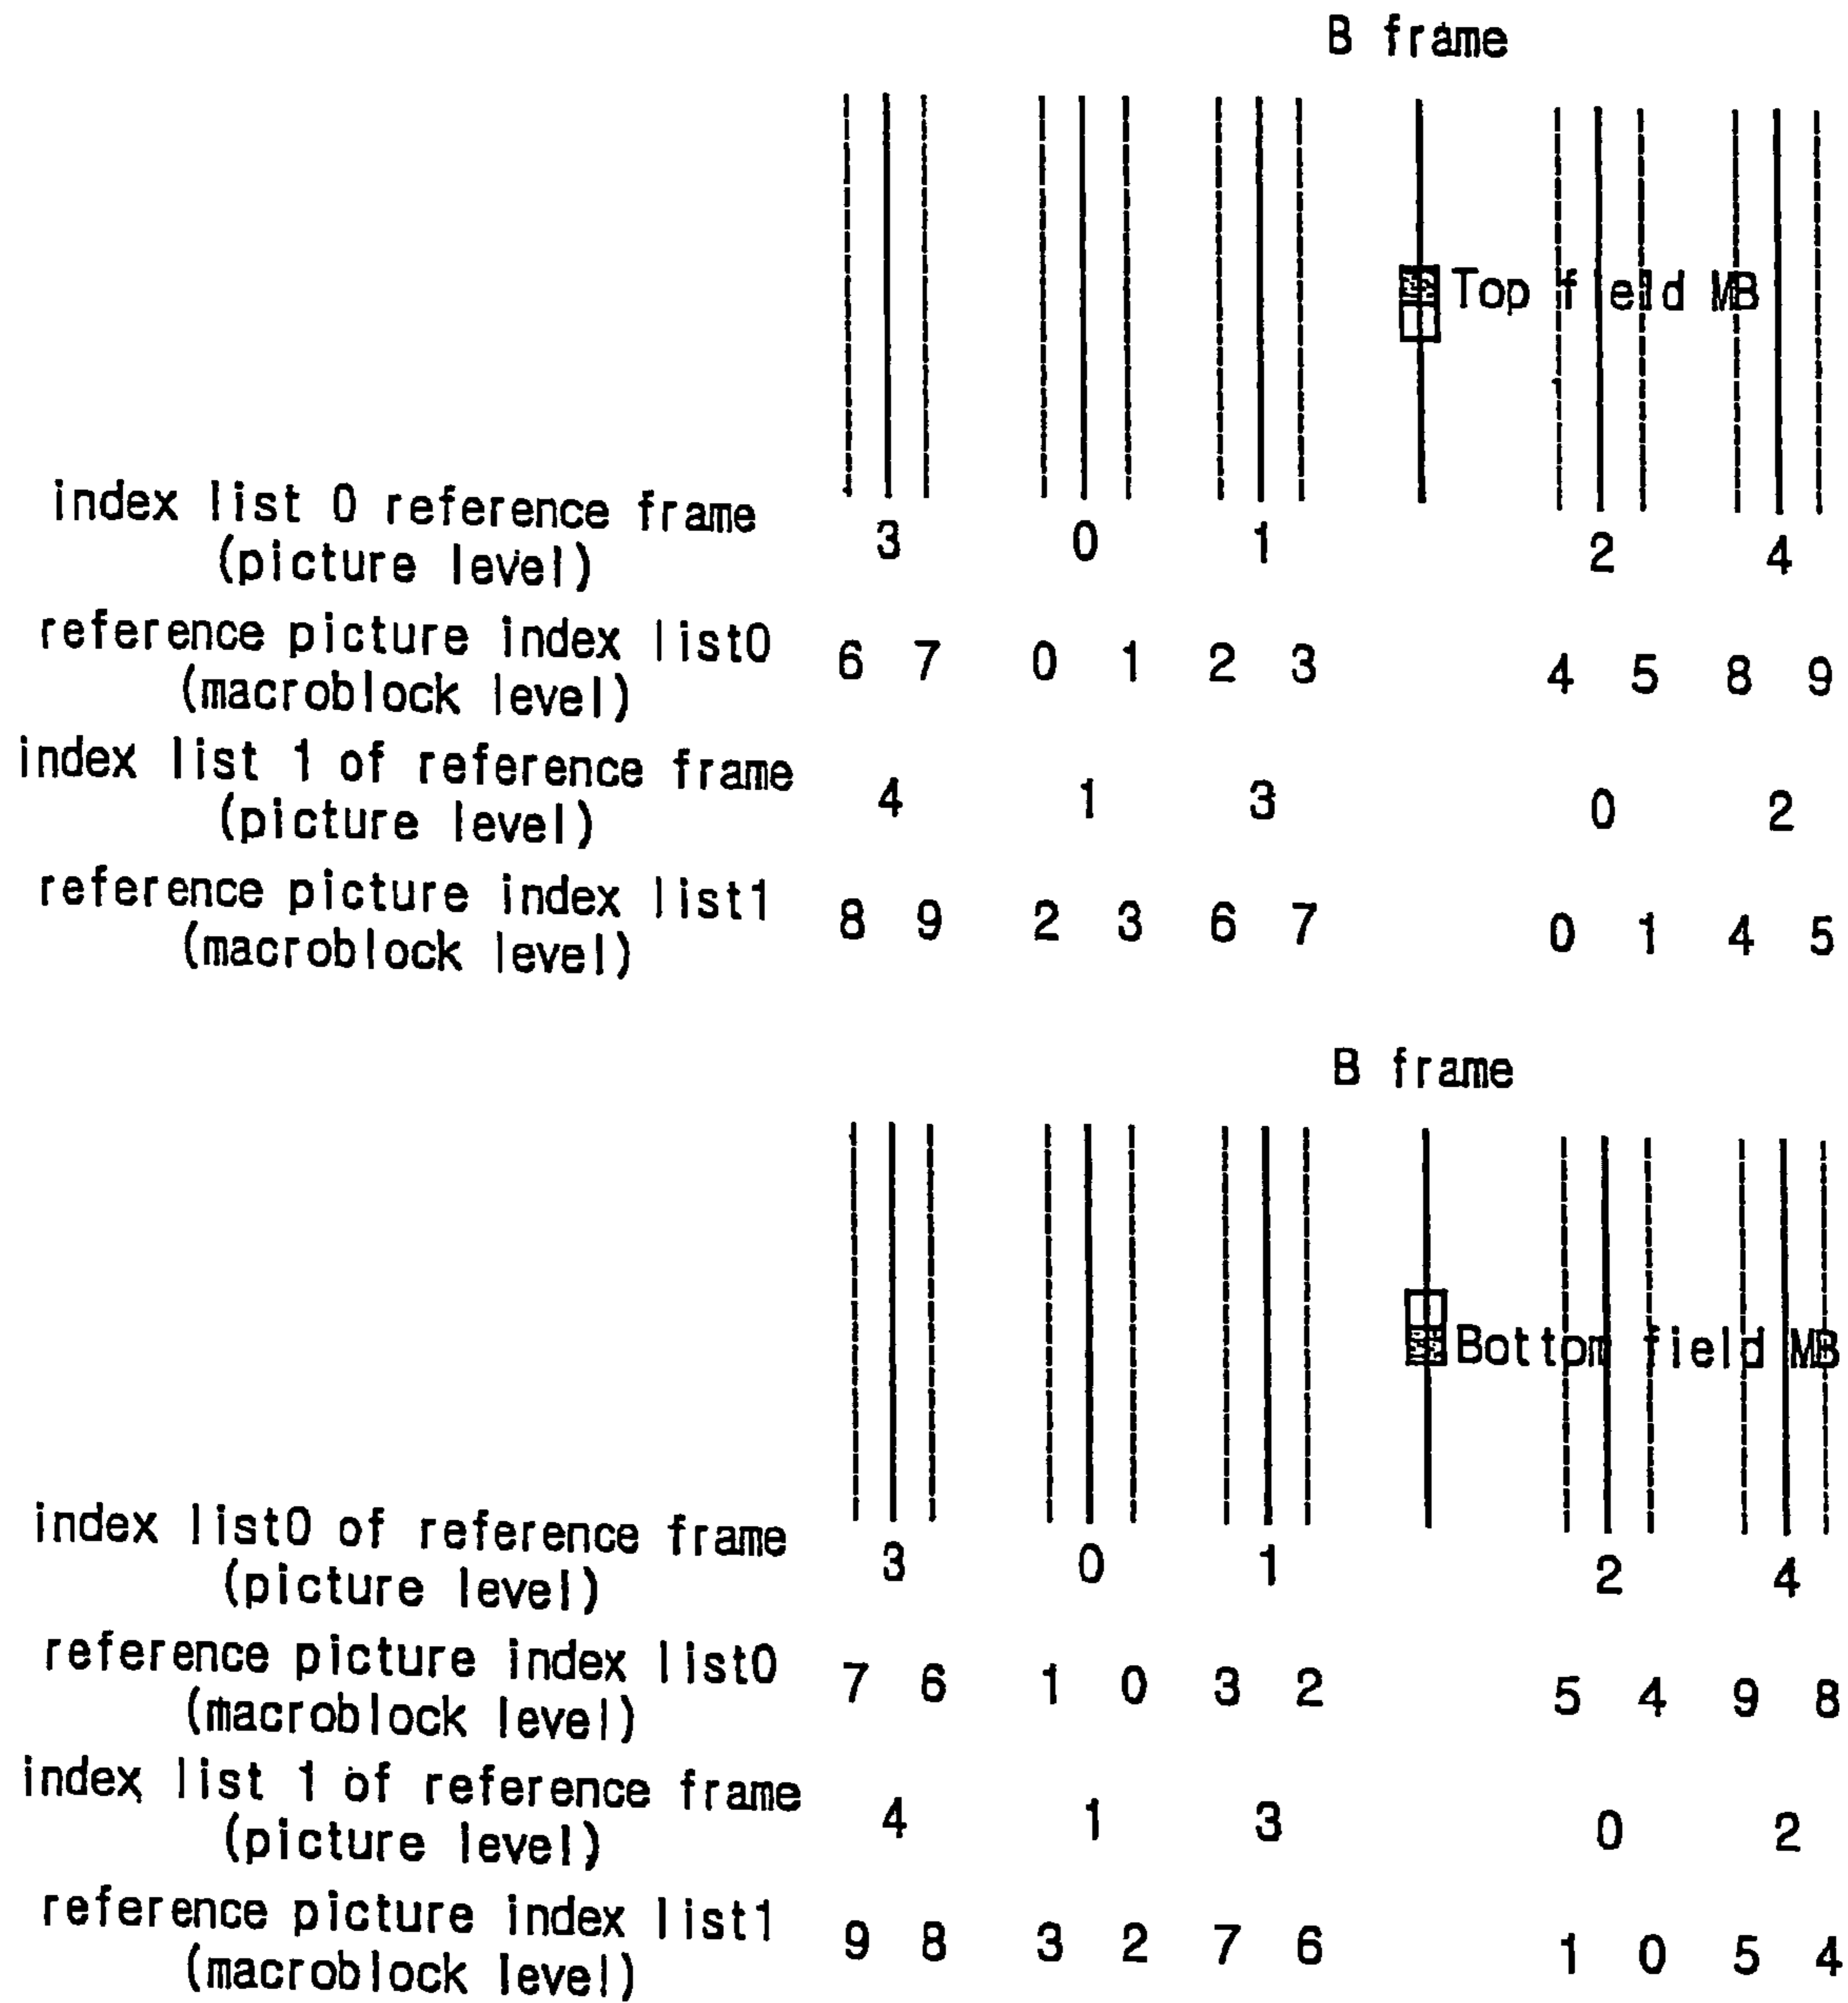 B frame
Top field MB
index list 0 reference frame
(picture level)
3 0 1 2 4
reference picture index list0
(macroblock level)
6 7 0 1 2 3 4 5 8 9
index list 1 of reference frame
(picture level)
4 1 3 0 2
reference picture index list1
(macroblock level)
8 9 2 3 6 7 0 1 4 5
B frame
Bottom field MB
index list0 of reference frame
(picture level)
3 0 1 2 4
reference picture index list0
(macroblock level)
7 6 1 0 3 2 5 4 9 8
index list 1 of reference frame
(picture level)
4 1 3 0 2
reference picture index list1
(macroblock level)
9 8 3 2 7 6 1 0 5 4